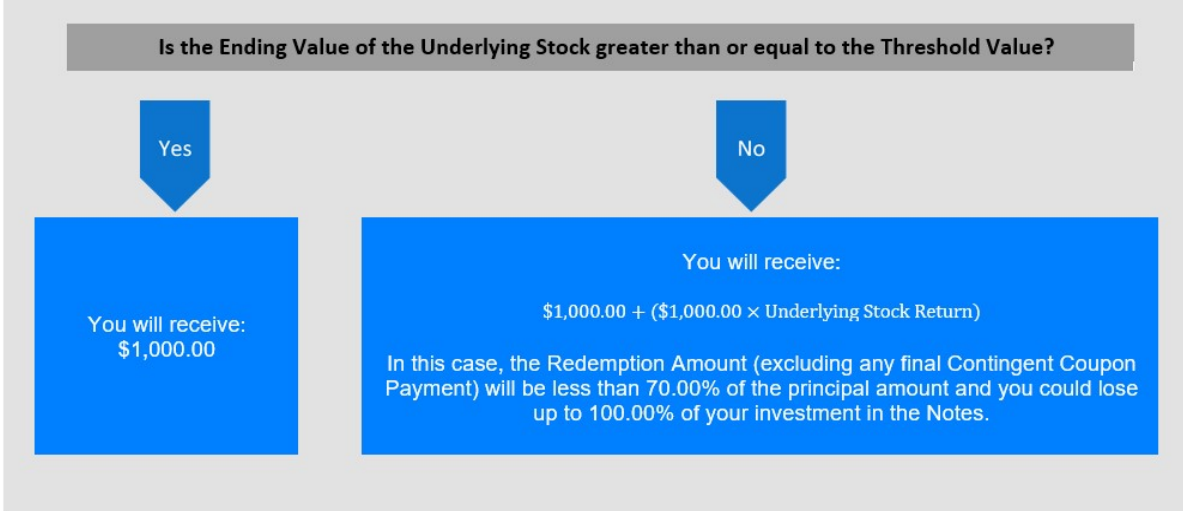 Is the Ending Value of the Underlying Stock greater than or equal to the Threshold Value?
Yes
No
You will receive:
$1,000.00
You will receive:
$1,000.00 + ($1,000.00 × Underlying Stock Return)
In this case, the Redemption Amount (excluding any final Contingent Coupon
Payment) will be less than 70.00% of the principal amount and you could lose
up to 100.00% of your investment in the Notes.